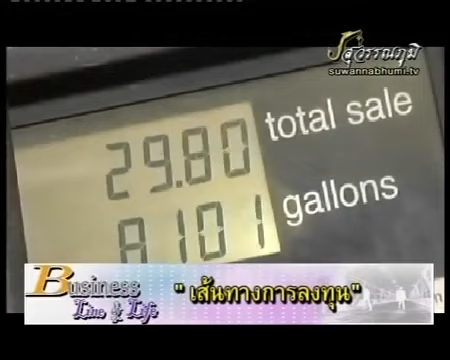 สุวรรณภูมิ
suwannabhumi.tv
29.80 total sale
8101 gallons
Business
Line & Life
" เส้นทางการลงทุน"